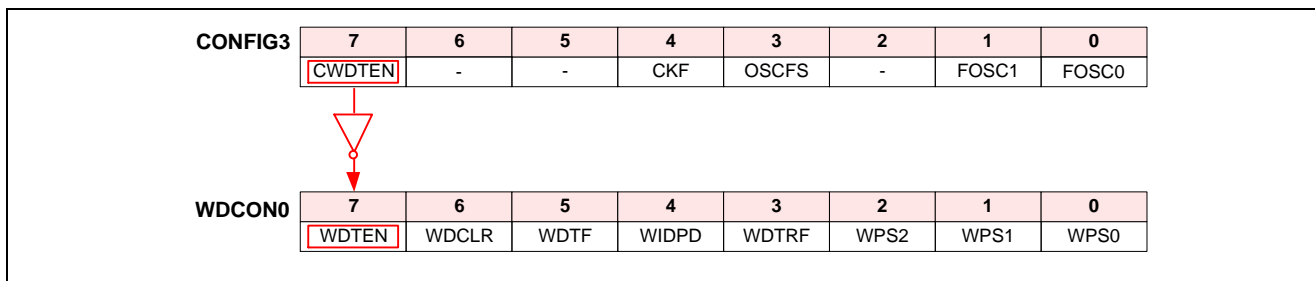 CONFIG3 7 6 5 4 3 2 1 0
CWDTEN - - CKF OSCFS - FOSC1 FOSC0
WDCON0 7 6 5 4 3 2 1 0
WDTEN WDCLR WDTF WIDPD WDTRF WPS2 WPS1 WPS0